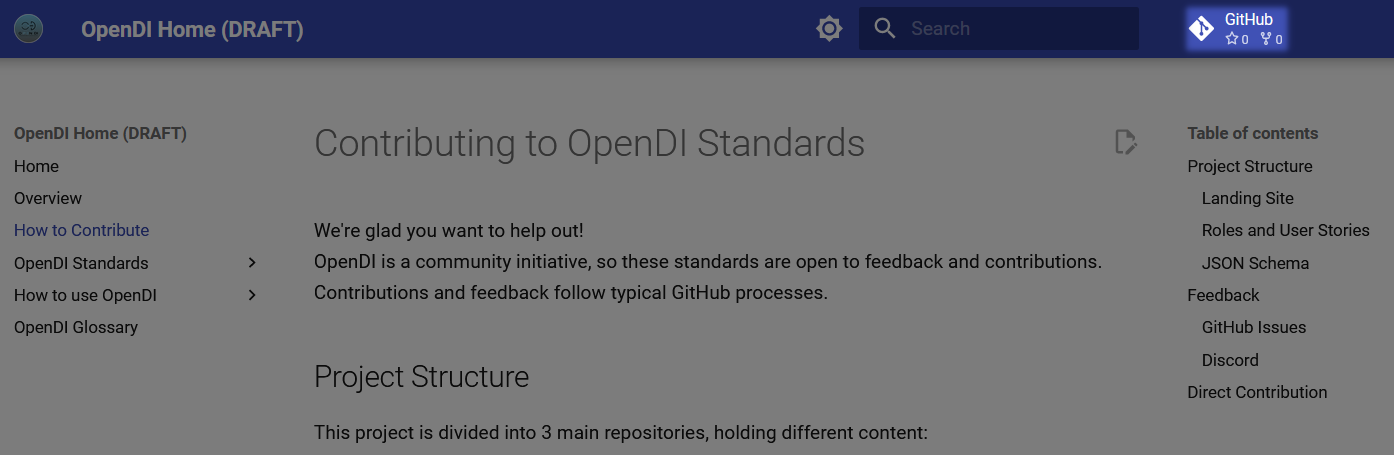 OpenDI Home (DRAFT)
Search
GitHub
0 0
OpenDI Home (DRAFT)
Home
Overview
How to Contribute
OpenDI Standards
How to use OpenDI
OpenDI Glossary
Contributing to OpenDI Standards
We're glad you want to help out!
OpenDI is a community initiative, so these standards are open to feedback and contributions.
Contributions and feedback follow typical GitHub processes.
Project Structure
This project is divided into 3 main repositories, holding different content:
Table of contents
Project Structure
Landing Site
Roles and User Stories
JSON Schema
Feedback
GitHub Issues
Discord
Direct Contribution